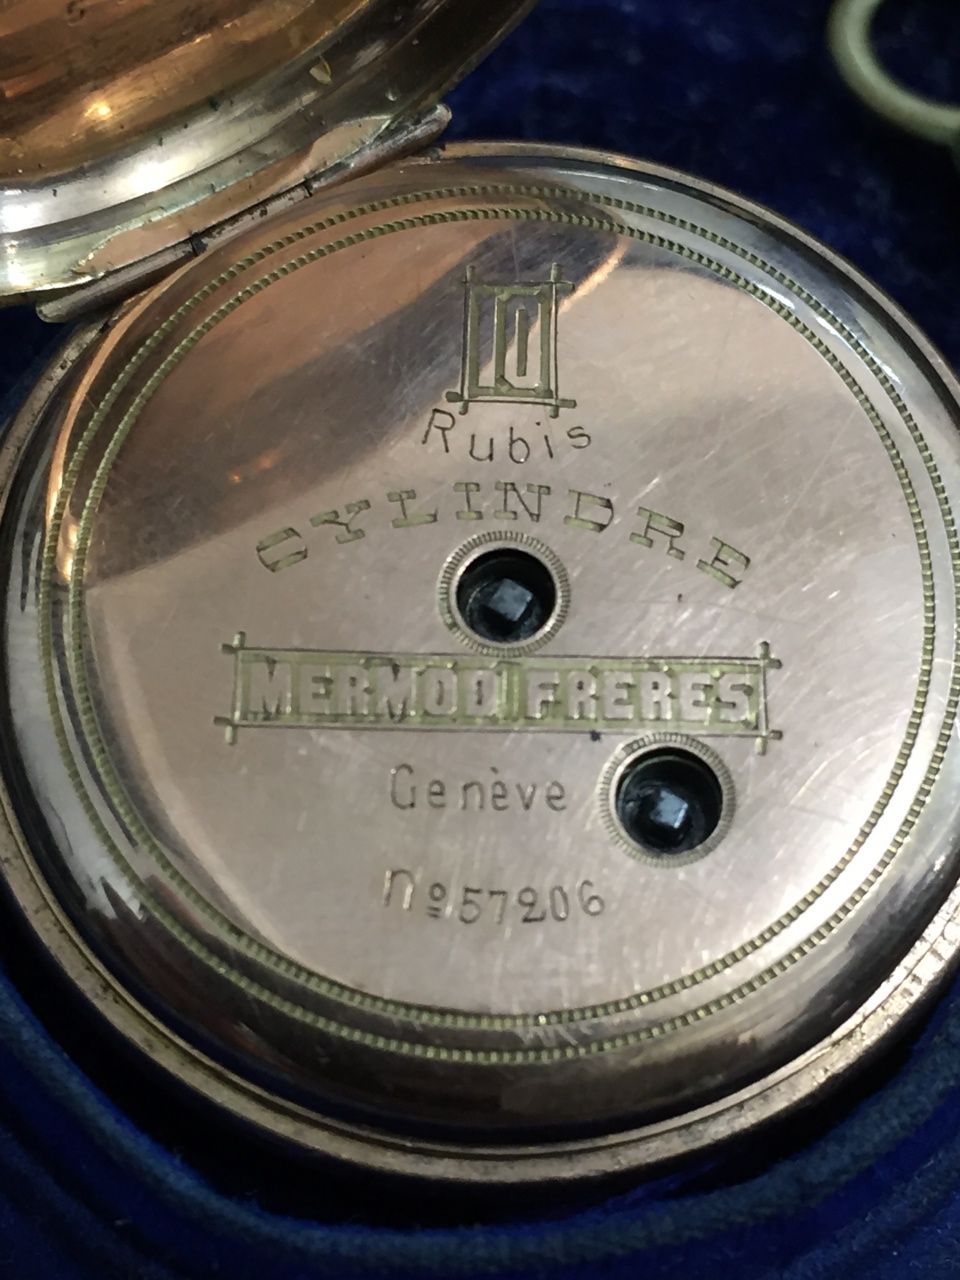 10
Rubis
CYLINDRE
MERMOD FRERES
Genève
nº 57206